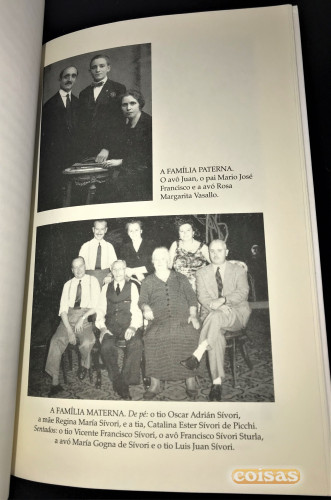 A FAMÍLIA PATERNA.
O avô Juan, o pai Mario José
Francisco e a avó Rosa
Margarita Vasallo.
A FAMÍLIA MATERNA. De pé: o tio Oscar Adrián Sívori,
a mãe Regina María Sívori, e a tia, Catalina Ester Sívori de Picchi.
Sentados: o tio Vicente Francisco Sívori, o avô Francisco Sívori Sturla,
a avó María Gogna de Sívori e o tio Luis Juan Sívori.
coisas